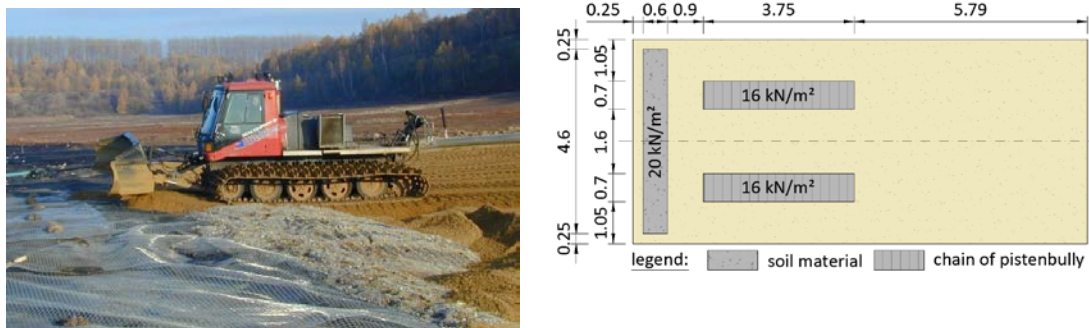 0.25 0.6 0.9 3.75 5.79
0.25
1.05
0.7
4.6
1.6
0.7
1.05
0.25
20 kN/m²
16 kN/m²
16 kN/m²
legend: soil material chain of pistenbully